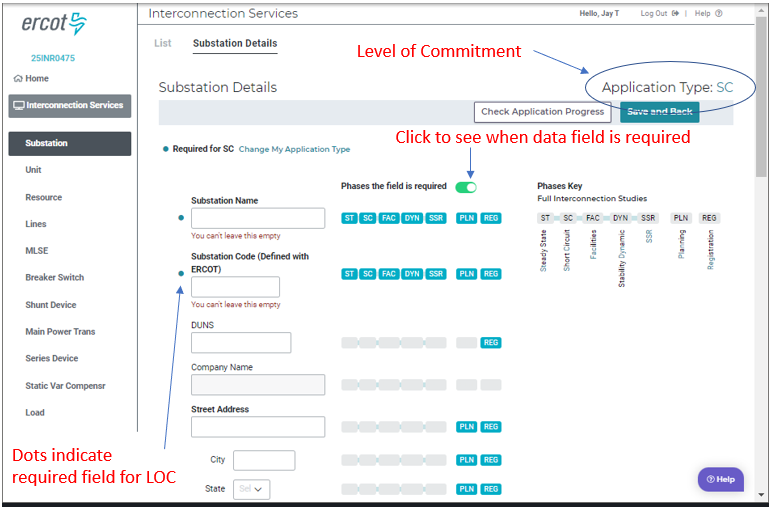 ercot
Interconnection Services
Hello, Jay T
Log Out
Help
25INR0475
Home
Interconnection Services
Substation
Unit
Resource
Lines
MLSE
Breaker Switch
Shunt Device
Main Power Trans
Series Device
Static Var Compensr
Load
List
Substation Details
Level of Commitment
Substation Details
Application Type: SC
Check Application Progress
Save and Back
Click to see when data field is required
Required for SC Change My Application Type
Phases the field is required
Phases Key
Full Interconnection Studies
ST SC FAC DYN SSR PLN REG
Steady State
Short Circuit
Facilities
Stability Dynamic
SSR
Planning
Registration
Substation Name
ST SC FAC DYN SSR PLN REG
You can't leave this empty
Substation Code (Defined with
ERCOT)
ST SC FAC DYN SSR PLN REG
You can't leave this empty
DUNS
REG
Company Name
Street Address
PLN REG
City
PLN REG
State
Sel
PLN REG
Dots indicate
required field for LOC
Help